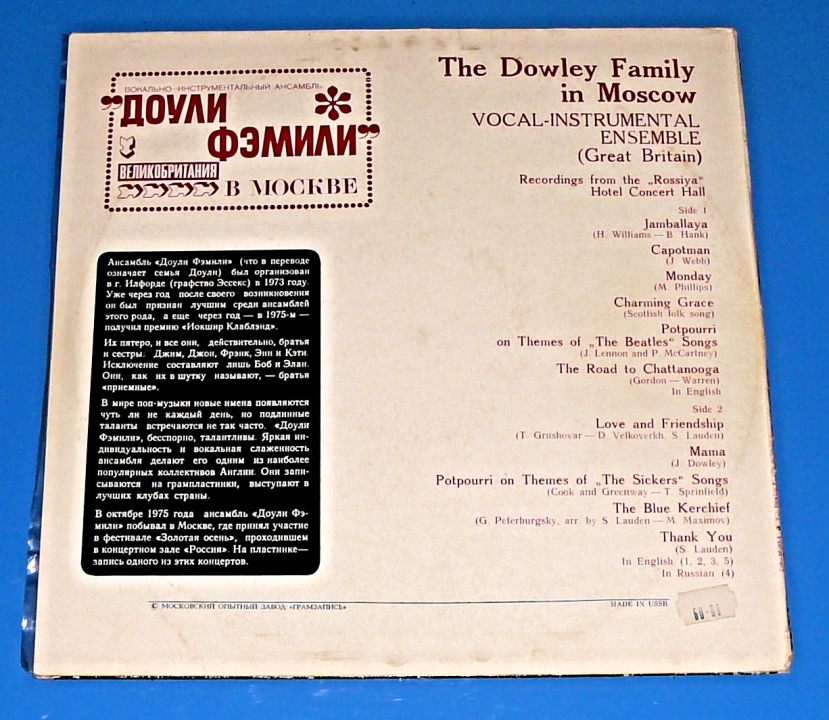 ВОКАЛЬНО-ИНСТРУМЕНТАЛЬНЫЙ АНСАМБЛЬ
"ДОУЛИ
ФЭМИЛИ"
ВЕЛИКОБРИТАНИЯ
В МОСКВЕ
The Dowley Family
in Moscow
VOCAL-INSTRUMENTAL
ENSEMBLE
(Great Britain)
Recordings from the „Rossiya“
Hotel Concert Hall
Side 1
Jamballaya
(H. Williams — B. Hank)
Capotman
(J. Webb)
Monday
(M. Phillips)
Charming Grace
(Scottish folk song)
Potpourri
on Themes of „The Beatles“ Songs
(J. Lennon and P. McCartney)
The Road to Chattanooga
(Gordon — Warren)
In English
Side 2
Love and Friendship
(T. Grushovar — D. Velkoverkh, S. Lauden)
Mama
(J. Dowley)
Potpourri on Themes of „The Sickers“ Songs
(Cook and Greenway — T. Sprinfield)
The Blue Kerchief
(G. Peterburgsky, arr. by S. Lauden — M. Maximov)
Thank You
(S. Lauden)
In English (1, 2, 3, 5)
In Russian (4)
Ансамбль «Доули Фэмили» (что в переводе
означает семья Доули) был организован
в г. Илфорде (графство Эссекс) в 1973 году.
Уже через год после своего возникновения
он был признан лучшим среди ансамблей
этого рода, а еще через год — в 1975-м —
получил премию «Йокшир Клаблэнд».
Их пятеро, и все они, действительно, братья
и сестры: Джим, Джон, Фрэнк, Энн и Кэти.
Исключение составляют лишь Боб и Элан.
Они, как их в шутку называют, — братья
«приемные».
В мире поп-музыки новые имена появляются
чуть ли не каждый день, но подлинные
таланты встречаются не так часто. «Доули
Фэмили», бесспорно, талантливы. Яркая ин-
дивидуальность и вокальная слаженность
ансамбля делают его одним из наиболее
популярных коллективов Англии. Они запи-
сываются на грампластинки, выступают в
лучших клубах страны.
В октябре 1975 года ансамбль «Доули Фэ-
мили» побывал в Москве, где принял участие
в фестивале «Золотая осень», проходившем
в концертном зале «Россия». На пластинке—
запись одного из этих концертов.
© МОСКОВСКИЙ ОПЫТНЫЙ ЗАВОД «ГРАМЗАПИСЬ»
MADE IN USSR
60-00